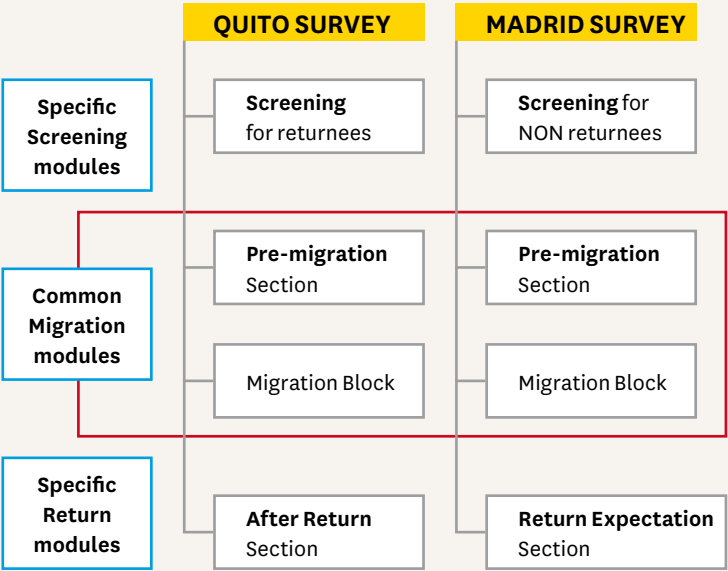 QUITO SURVEY
MADRID SURVEY
Specific
Screening
modules
Screening
for returnees
Screening for
NON returnees
Common
Migration
modules
Pre-migration
Section
Pre-migration
Section
Migration Block
Migration Block
Specific
Return
modules
After Return
Section
Return Expectation
Section